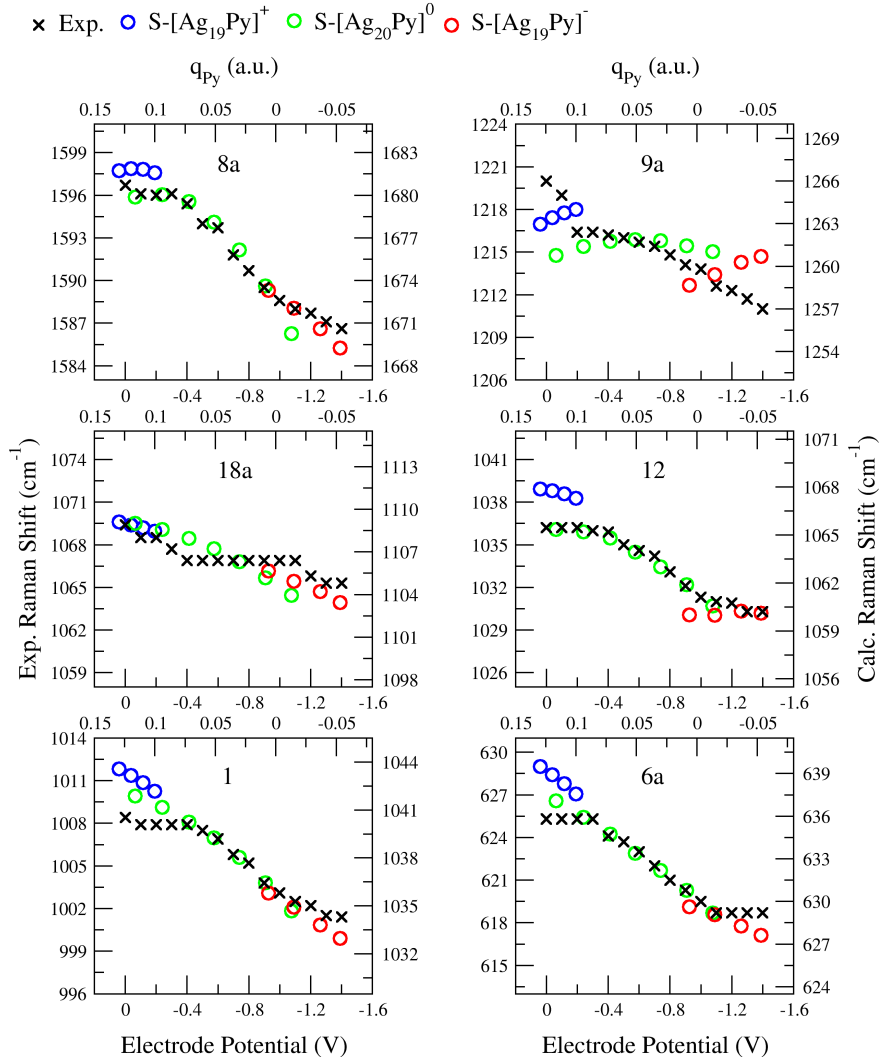 Exp. S-[Ag19Py]+ S-[Ag20Py]0 S-[Ag19Py]-
qPy (a.u.) qPy (a.u.)
0.15 0.1 0.05 0 -0.05
1599 1596 1593 1590 1587 1584
8a
1683 1680 1677 1674 1671 1668
0 -0.4 -0.8 -1.2 -1.6
0.15 0.1 0.05 0 -0.05
1224 1221 1218 1215 1212 1209 1206
9a
1269 1266 1263 1260 1257 1254
0 -0.4 -0.8 -1.2 -1.6
Exp. Raman Shift (cm-1)
0.15 0.1 0.05 0 -0.05
1074 1071 1068 1065 1062 1059
18a
1113 1110 1107 1104 1101 1098
0 -0.4 -0.8 -1.2 -1.6
0.15 0.1 0.05 0 -0.05
1041 1038 1035 1032 1029 1026
12
1071 1068 1065 1062 1059 1056
0 -0.4 -0.8 -1.2 -1.6
Calc. Raman Shift (cm-1)
0.15 0.1 0.05 0 -0.05
1014 1011 1008 1005 1002 999 996
1
1044 1041 1038 1035 1032
0 -0.4 -0.8 -1.2 -1.6
0.15 0.1 0.05 0 -0.05
630 627 624 621 618 615
6a
639 636 633 630 627 624
0 -0.4 -0.8 -1.2 -1.6
Electrode Potential (V) Electrode Potential (V)